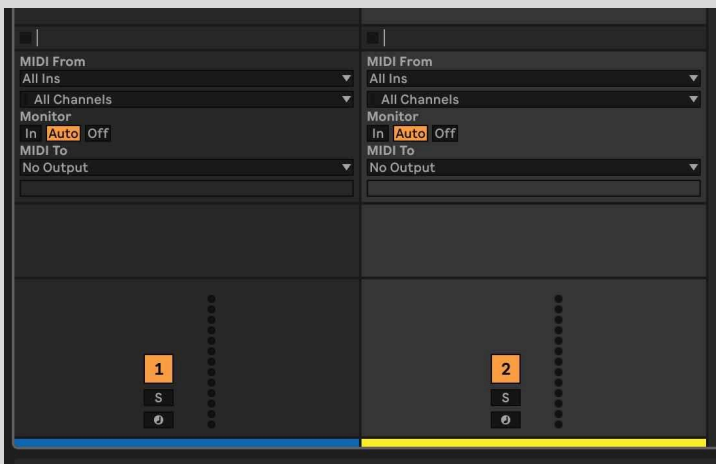 MIDI From
All Ins
All Channels
Monitor
In Auto Off
MIDI To
No Output
1
S
MIDI From
All Ins
All Channels
Monitor
In Auto Off
MIDI To
No Output
2
S